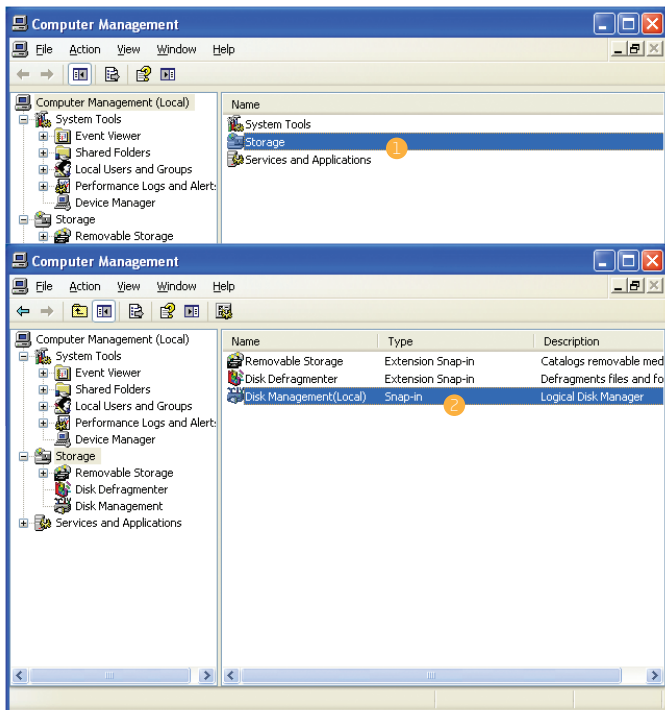 Computer Management
File Action View Window Help
Computer Management (Local)
System Tools
Event Viewer
Shared Folders
Local Users and Groups
Performance Logs and Alert:
Device Manager
Storage
Removable Storage
Name
System Tools
Storage 1
Services and Applications
Computer Management
File Action View Window Help
Computer Management (Local)
System Tools
Event Viewer
Shared Folders
Local Users and Groups
Performance Logs and Alert:
Device Manager
Storage
Removable Storage
Disk Defragmenter
Disk Management
Services and Applications
Name Type Description
Removable Storage Extension Snap-in Catalogs removable med
Disk Defragmenter Extension Snap-in Defragments files and fo
Disk Management(Local) Snap-in 2 Logical Disk Manager